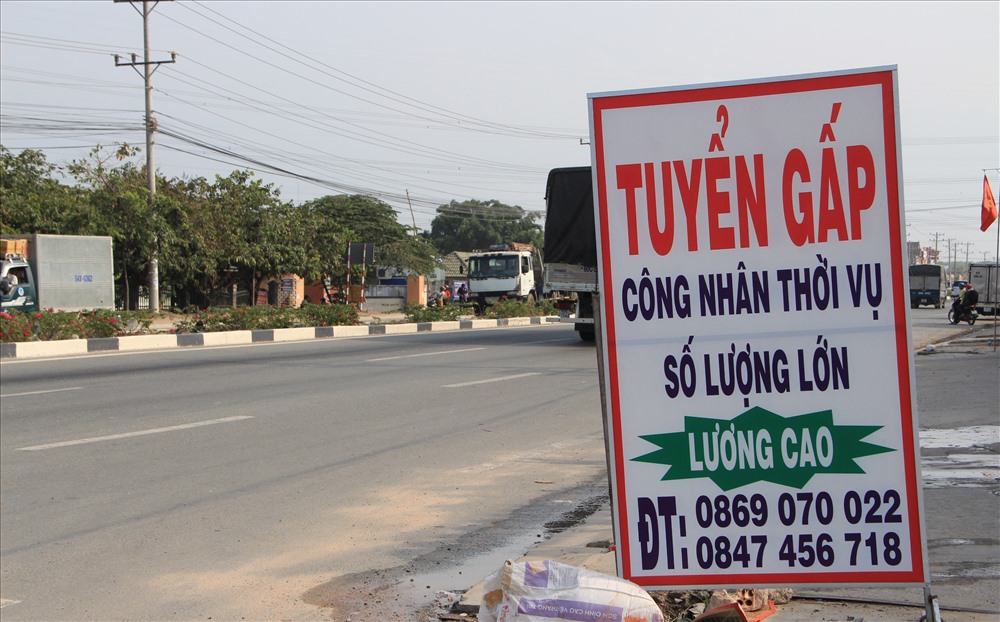 TUYỂN GẤP
CÔNG NHÂN THỜI VỤ
SỐ LƯỢNG LỚN
LƯƠNG CAO
ĐT: 0869 070 022
0847 456 718